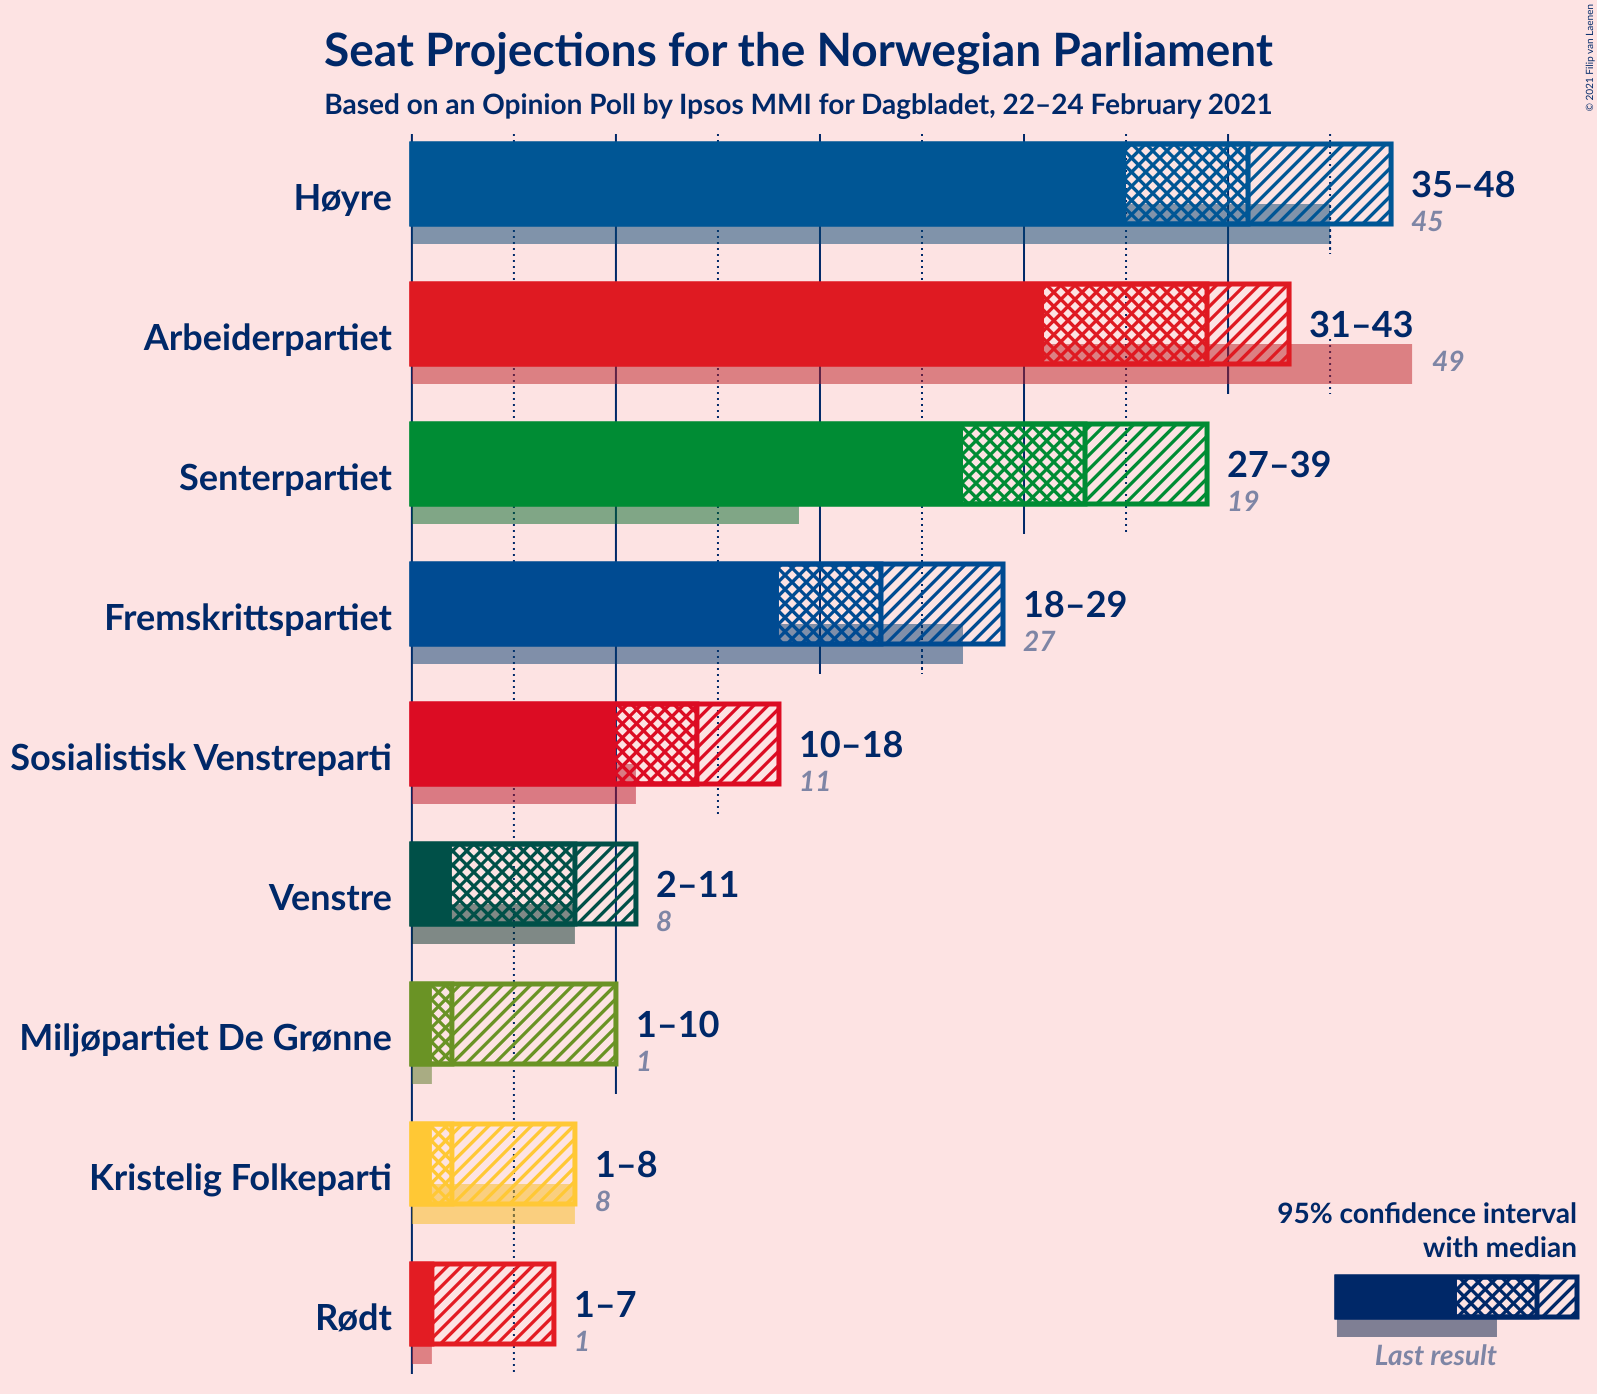 Seat Projections for the Norwegian Parliament
Based on an Opinion Poll by Ipsos MMI for Dagbladet, 22–24 February 2021
© 2021 Filip van Laenen
Høyre
35–48
45
Arbeiderpartiet
31–43
49
Senterpartiet
27–39
19
Fremskrittspartiet
18–29
27
Sosialistisk Venstreparti
10–18
11
Venstre
2–11
8
Miljøpartiet De Grønne
1–10
1
Kristelig Folkeparti
1–8
8
Rødt
1–7
1
95% confidence interval
with median
Last result